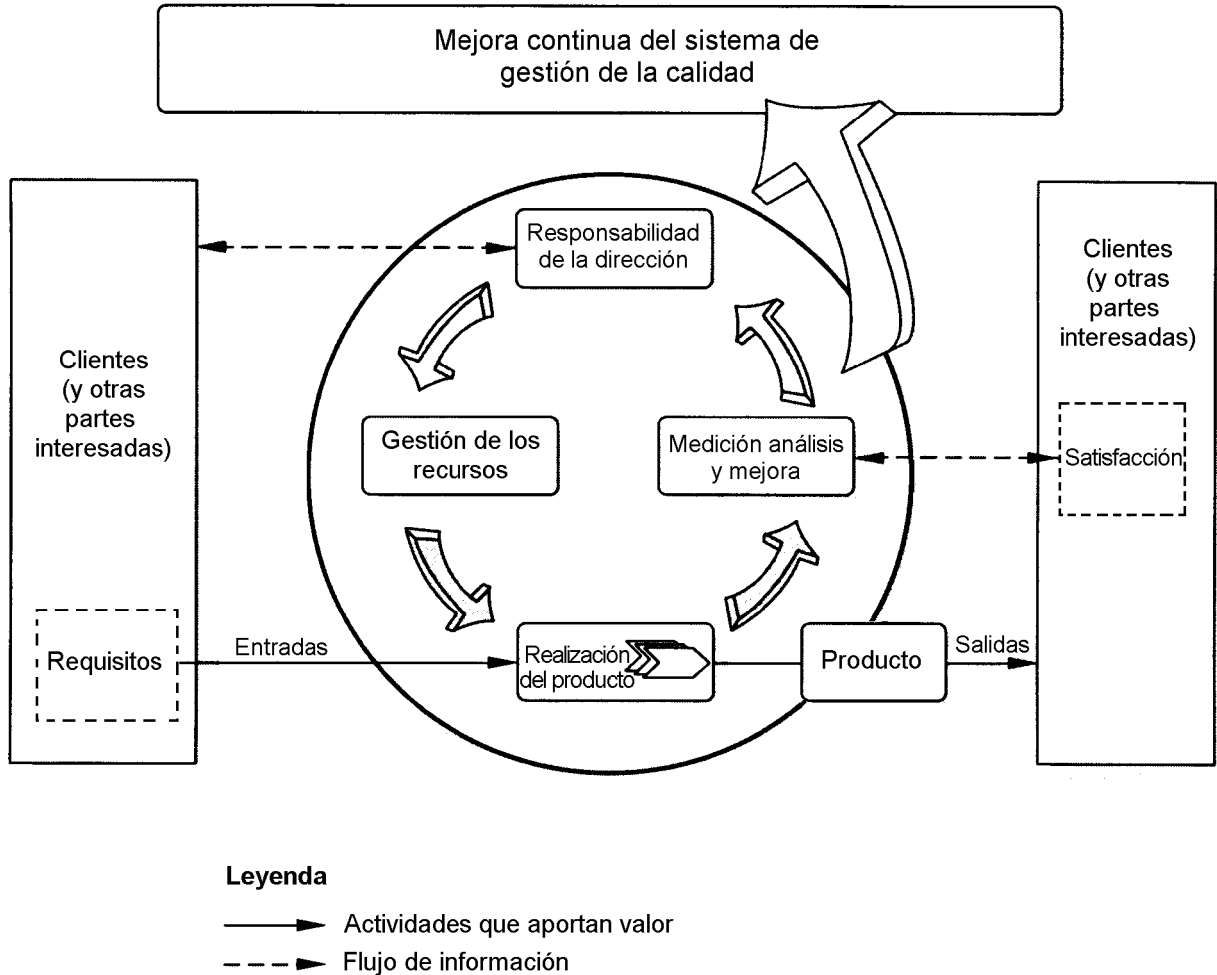 Mejora continua del sistema de
gestión de la calidad
Responsabilidad
de la dirección
Clientes
(y otras
partes
interesadas)
Clientes
(y otras
partes
interesadas)
Gestión de los
recursos
Medición análisis
y mejora
Satisfacción
Requisitos
Entradas
Realización
del producto
Producto
Salidas
Leyenda
Actividades que aportan valor
Flujo de información